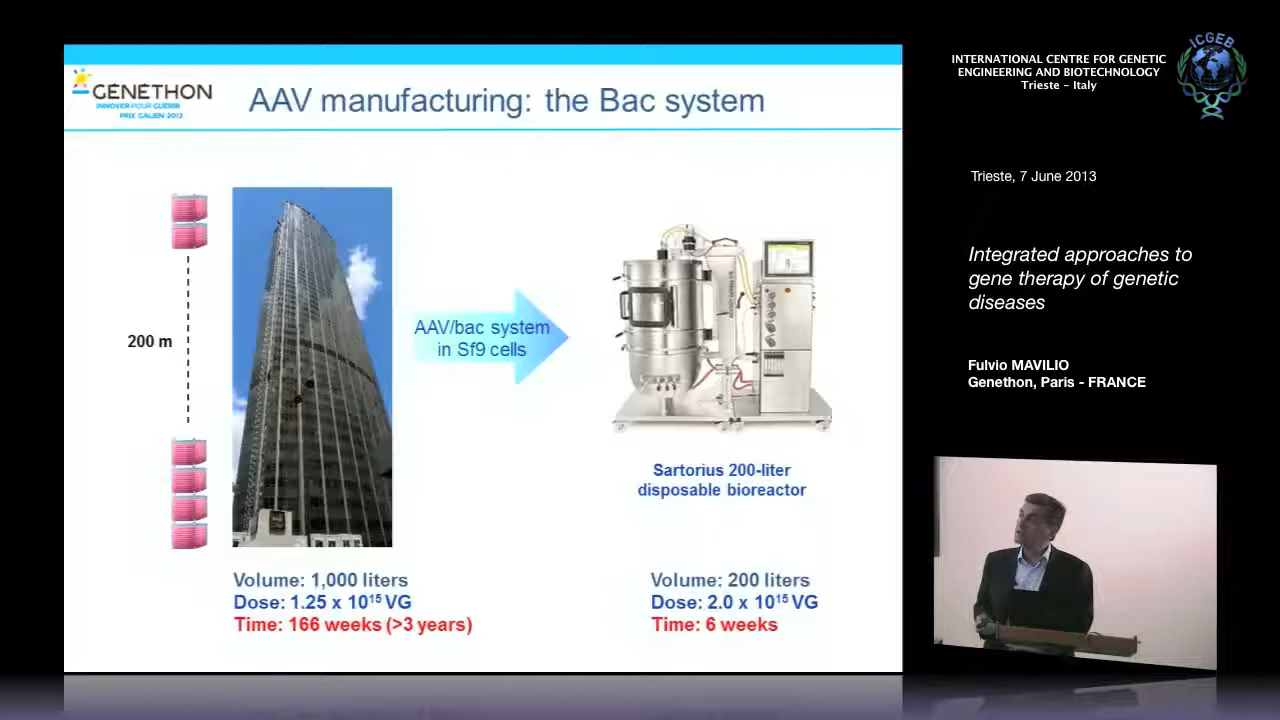 GENETHON
INNOVER POUR GUÉRIR
PRIX GALIEN 2012
AAV manufacturing: the Bac system
200 m
AAV/bac system
in Sf9 cells
Sartorius 200-liter
disposable bioreactor
Volume: 1,000 liters
Dose: 1.25 x 10¹⁵ VG
Time: 166 weeks (>3 years)
Volume: 200 liters
Dose: 2.0 x 10¹⁵ VG
Time: 6 weeks
INTERNATIONAL CENTRE FOR GENETIC
ENGINEERING AND BIOTECHNOLOGY
Trieste - Italy
ICGEB
Trieste, 7 June 2013
Integrated approaches to
gene therapy of genetic
diseases
Fulvio MAVILIO
Genethon, Paris - FRANCE